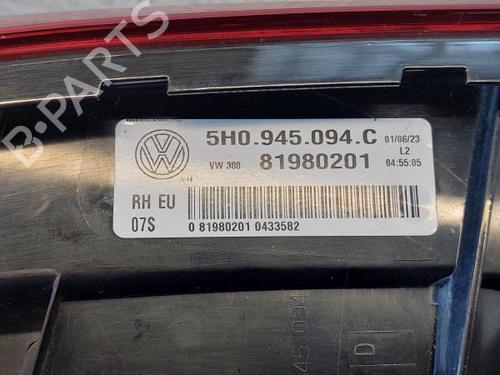 B-PARTS
5H0.945.094.C
01/06/23
VW 380
81980201
L2
04:55:05
RH EU
07S
0 81980201 0433582
45.094
D